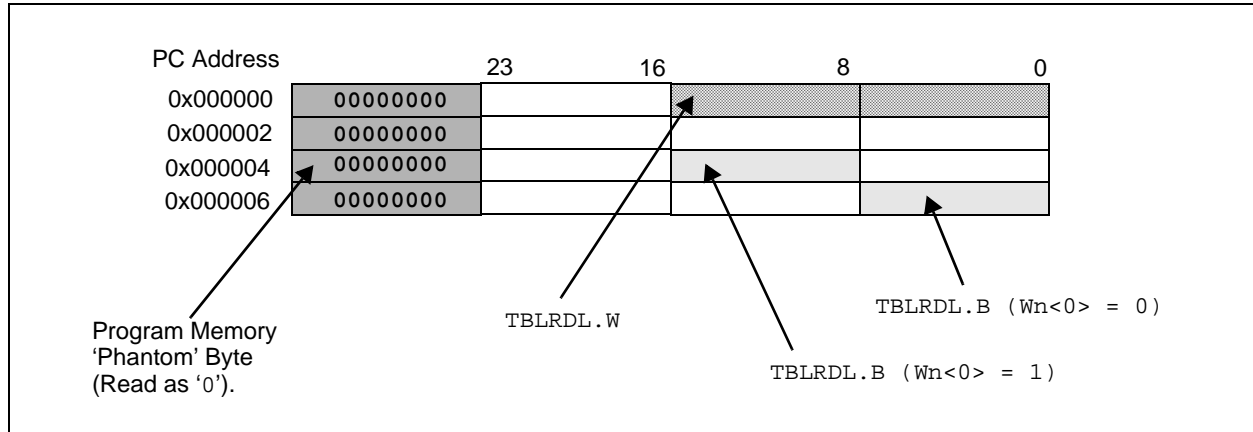 PC Address 23 16 8 0
0x000000 00000000
0x000002 00000000
0x000004 00000000
0x000006 00000000
TBLRDL.B (Wn<0> = 0)
TBLRDL.W
Program Memory
‘Phantom’ Byte
(Read as ‘0’).
TBLRDL.B (Wn<0> = 1)